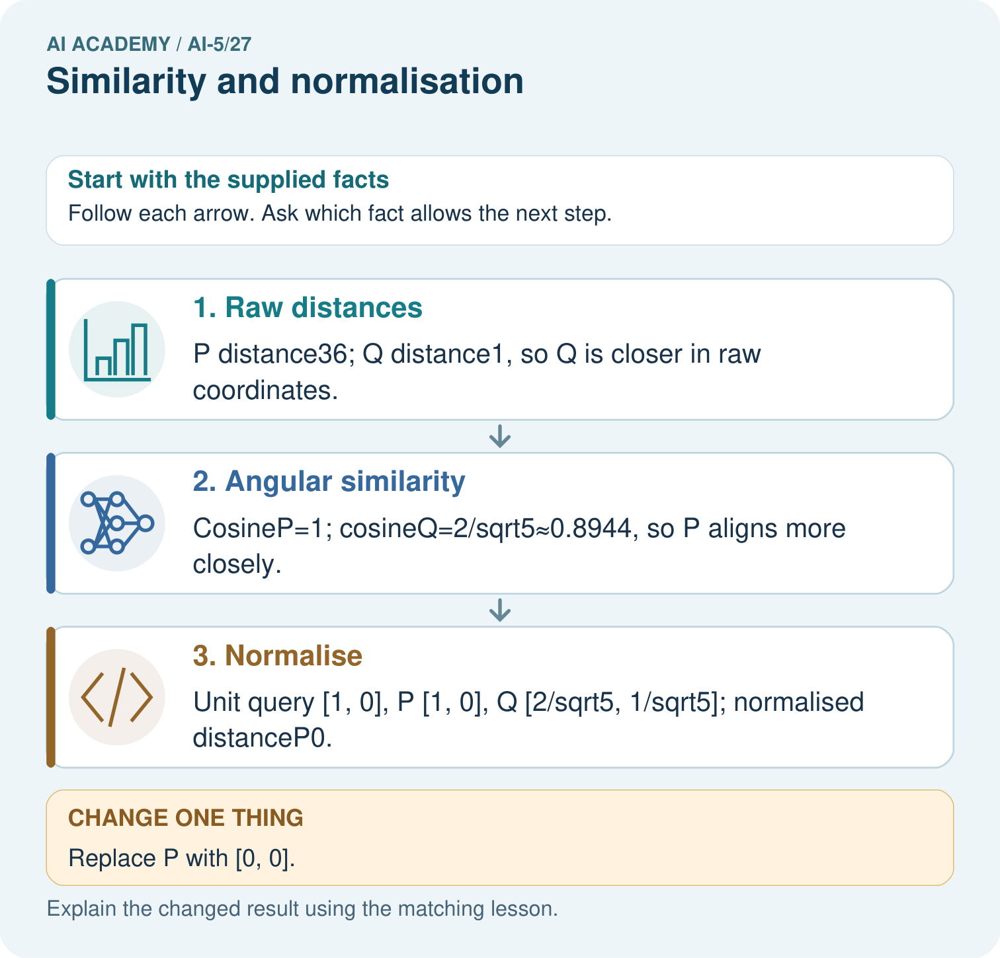 AI ACADEMY / AI-5/27
Similarity and normalisation
Start with the supplied facts
Follow each arrow. Ask which fact allows the next step.
1. Raw distances
P distance36; Q distance1, so Q is closer in raw
coordinates.
2. Angular similarity
CosineP=1; cosineQ=2/sqrt5≈0.8944, so P aligns more
closely.
3. Normalise
Unit query [1, 0], P [1, 0], Q [2/sqrt5, 1/sqrt5]; normalised
distanceP0.
CHANGE ONE THING
Replace P with [0, 0].
Explain the changed result using the matching lesson.